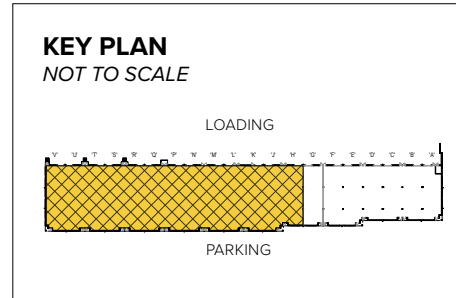 KEY PLAN
NOT TO SCALE
LOADING
'V' 'U' 'T' 'S' 'R' 'Q' 'P' 'N' 'M' 'L' 'K' 'J' 'H' 'G' 'F' 'E' 'D' 'C' 'B' 'A'
PARKING